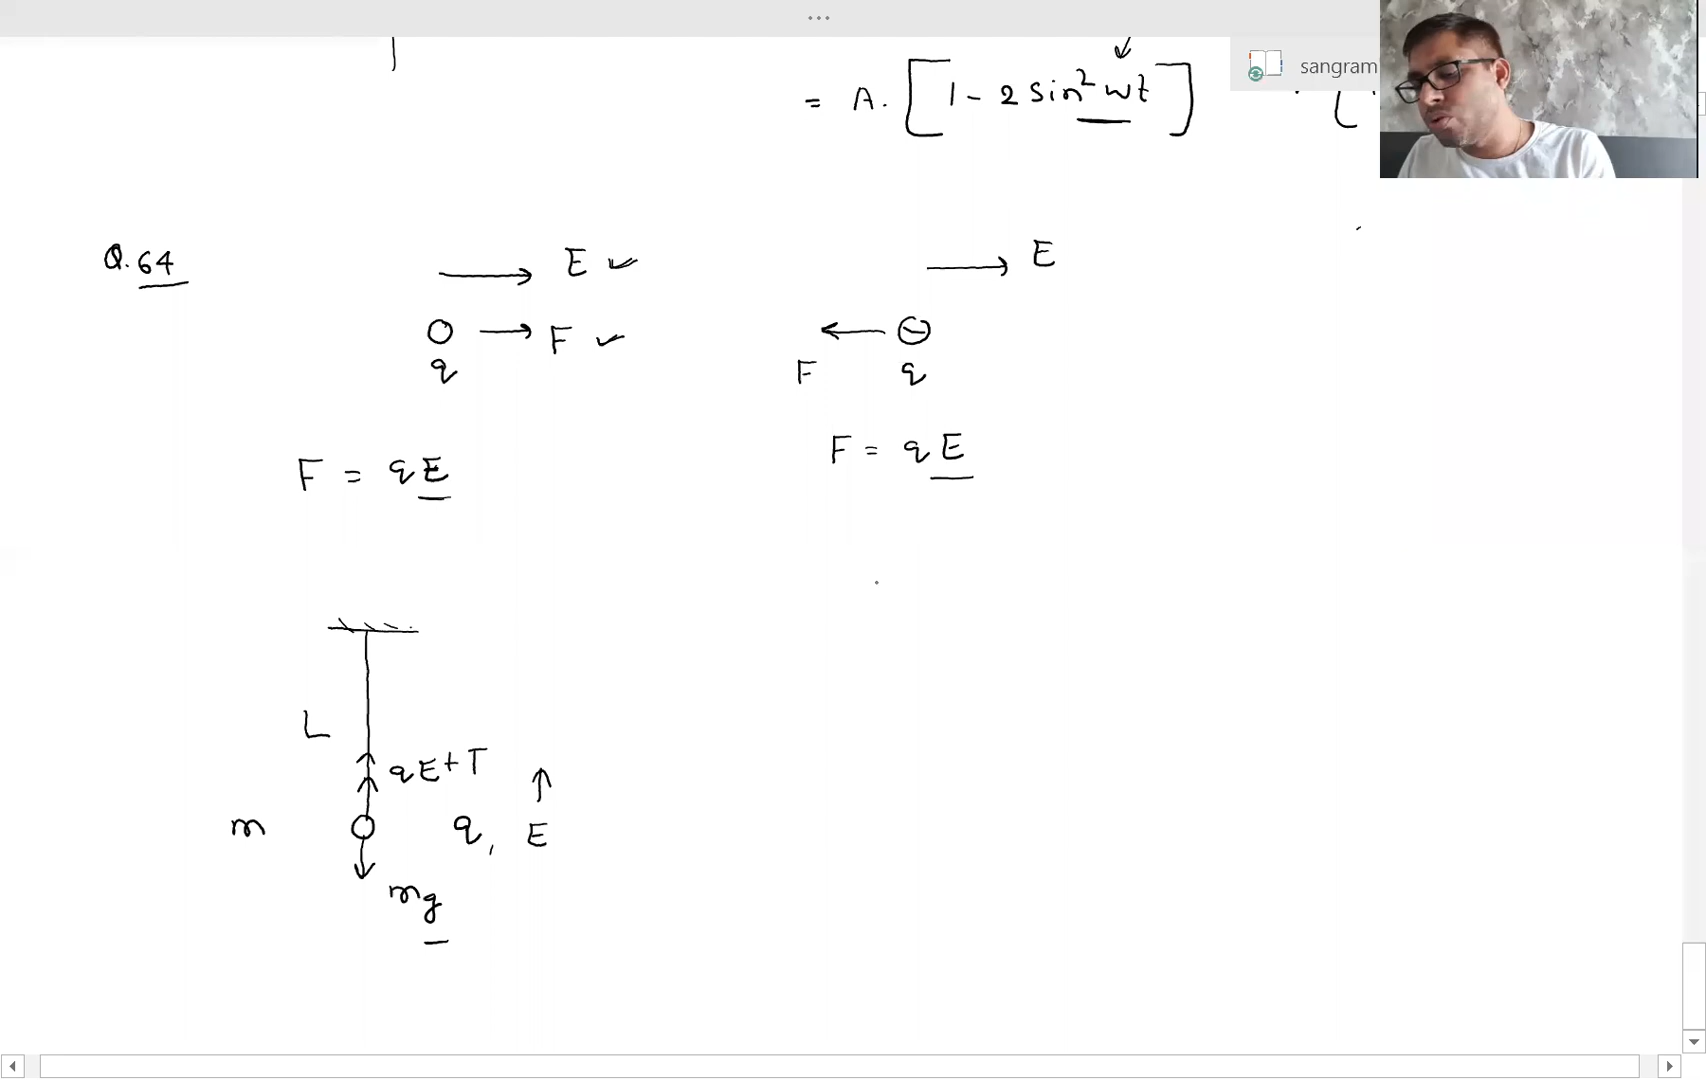 sangram
= A. [1 - 2 sin² wt]
Q. 64
E ✓
E
F ✓
q
F
q
F = qE
F = qE
L
qE+T
m
q, E
mg